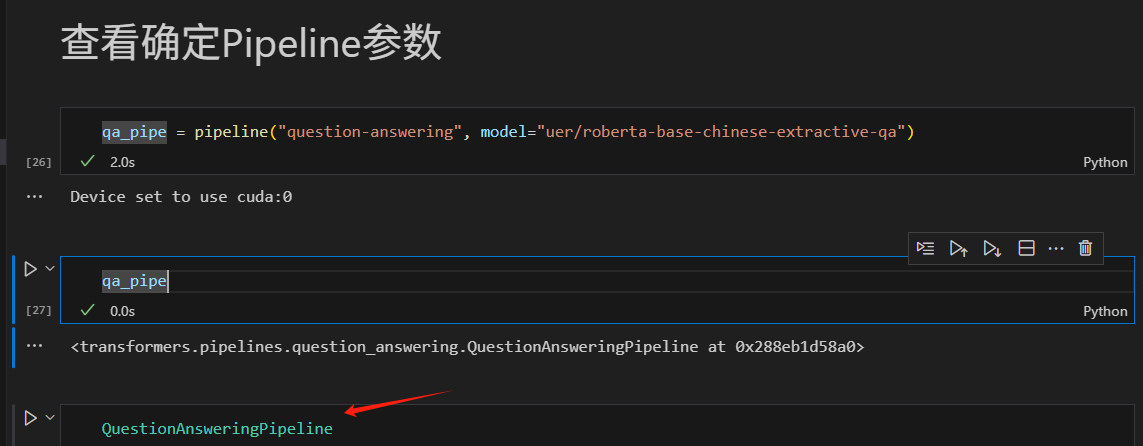 查看确定Pipeline参数
qa_pipe = pipeline("question-answering", model="uer/roberta-base-chinese-extractive-qa")
[26]
2.0s
Python
Device set to use cuda:0
qa_pipe
[27]
0.0s
Python
<transformers.pipelines.question_answering.QuestionAnsweringPipeline at 0x288eb1d58a0>
QuestionAnsweringPipeline